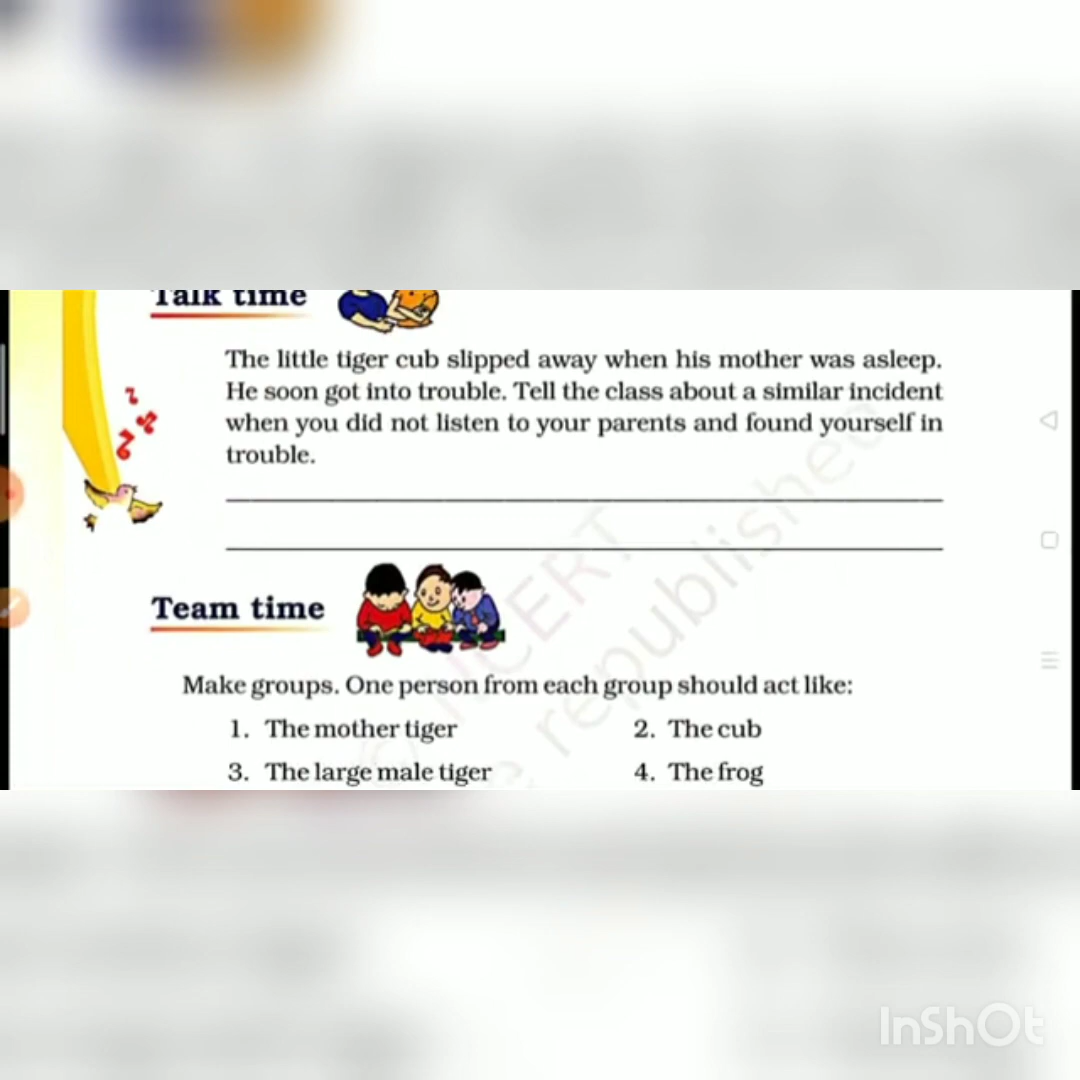 Talk time
The little tiger cub slipped away when his mother was asleep.
He soon got into trouble. Tell the class about a similar incident
when you did not listen to your parents and found yourself in
trouble.
Team time
Make groups. One person from each group should act like:
1. The mother tiger 2. The cub
3. The large male tiger 4. The frog
NCERT
republished
InShOt